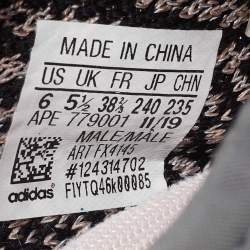 MADE IN CHINA
US UK FR JP CHN
6 5½ 38⅔ 240 235
APE 779001 11/19
MALE/MALE
ART FX4145
#124314702
adidas F1YTQ46k00085